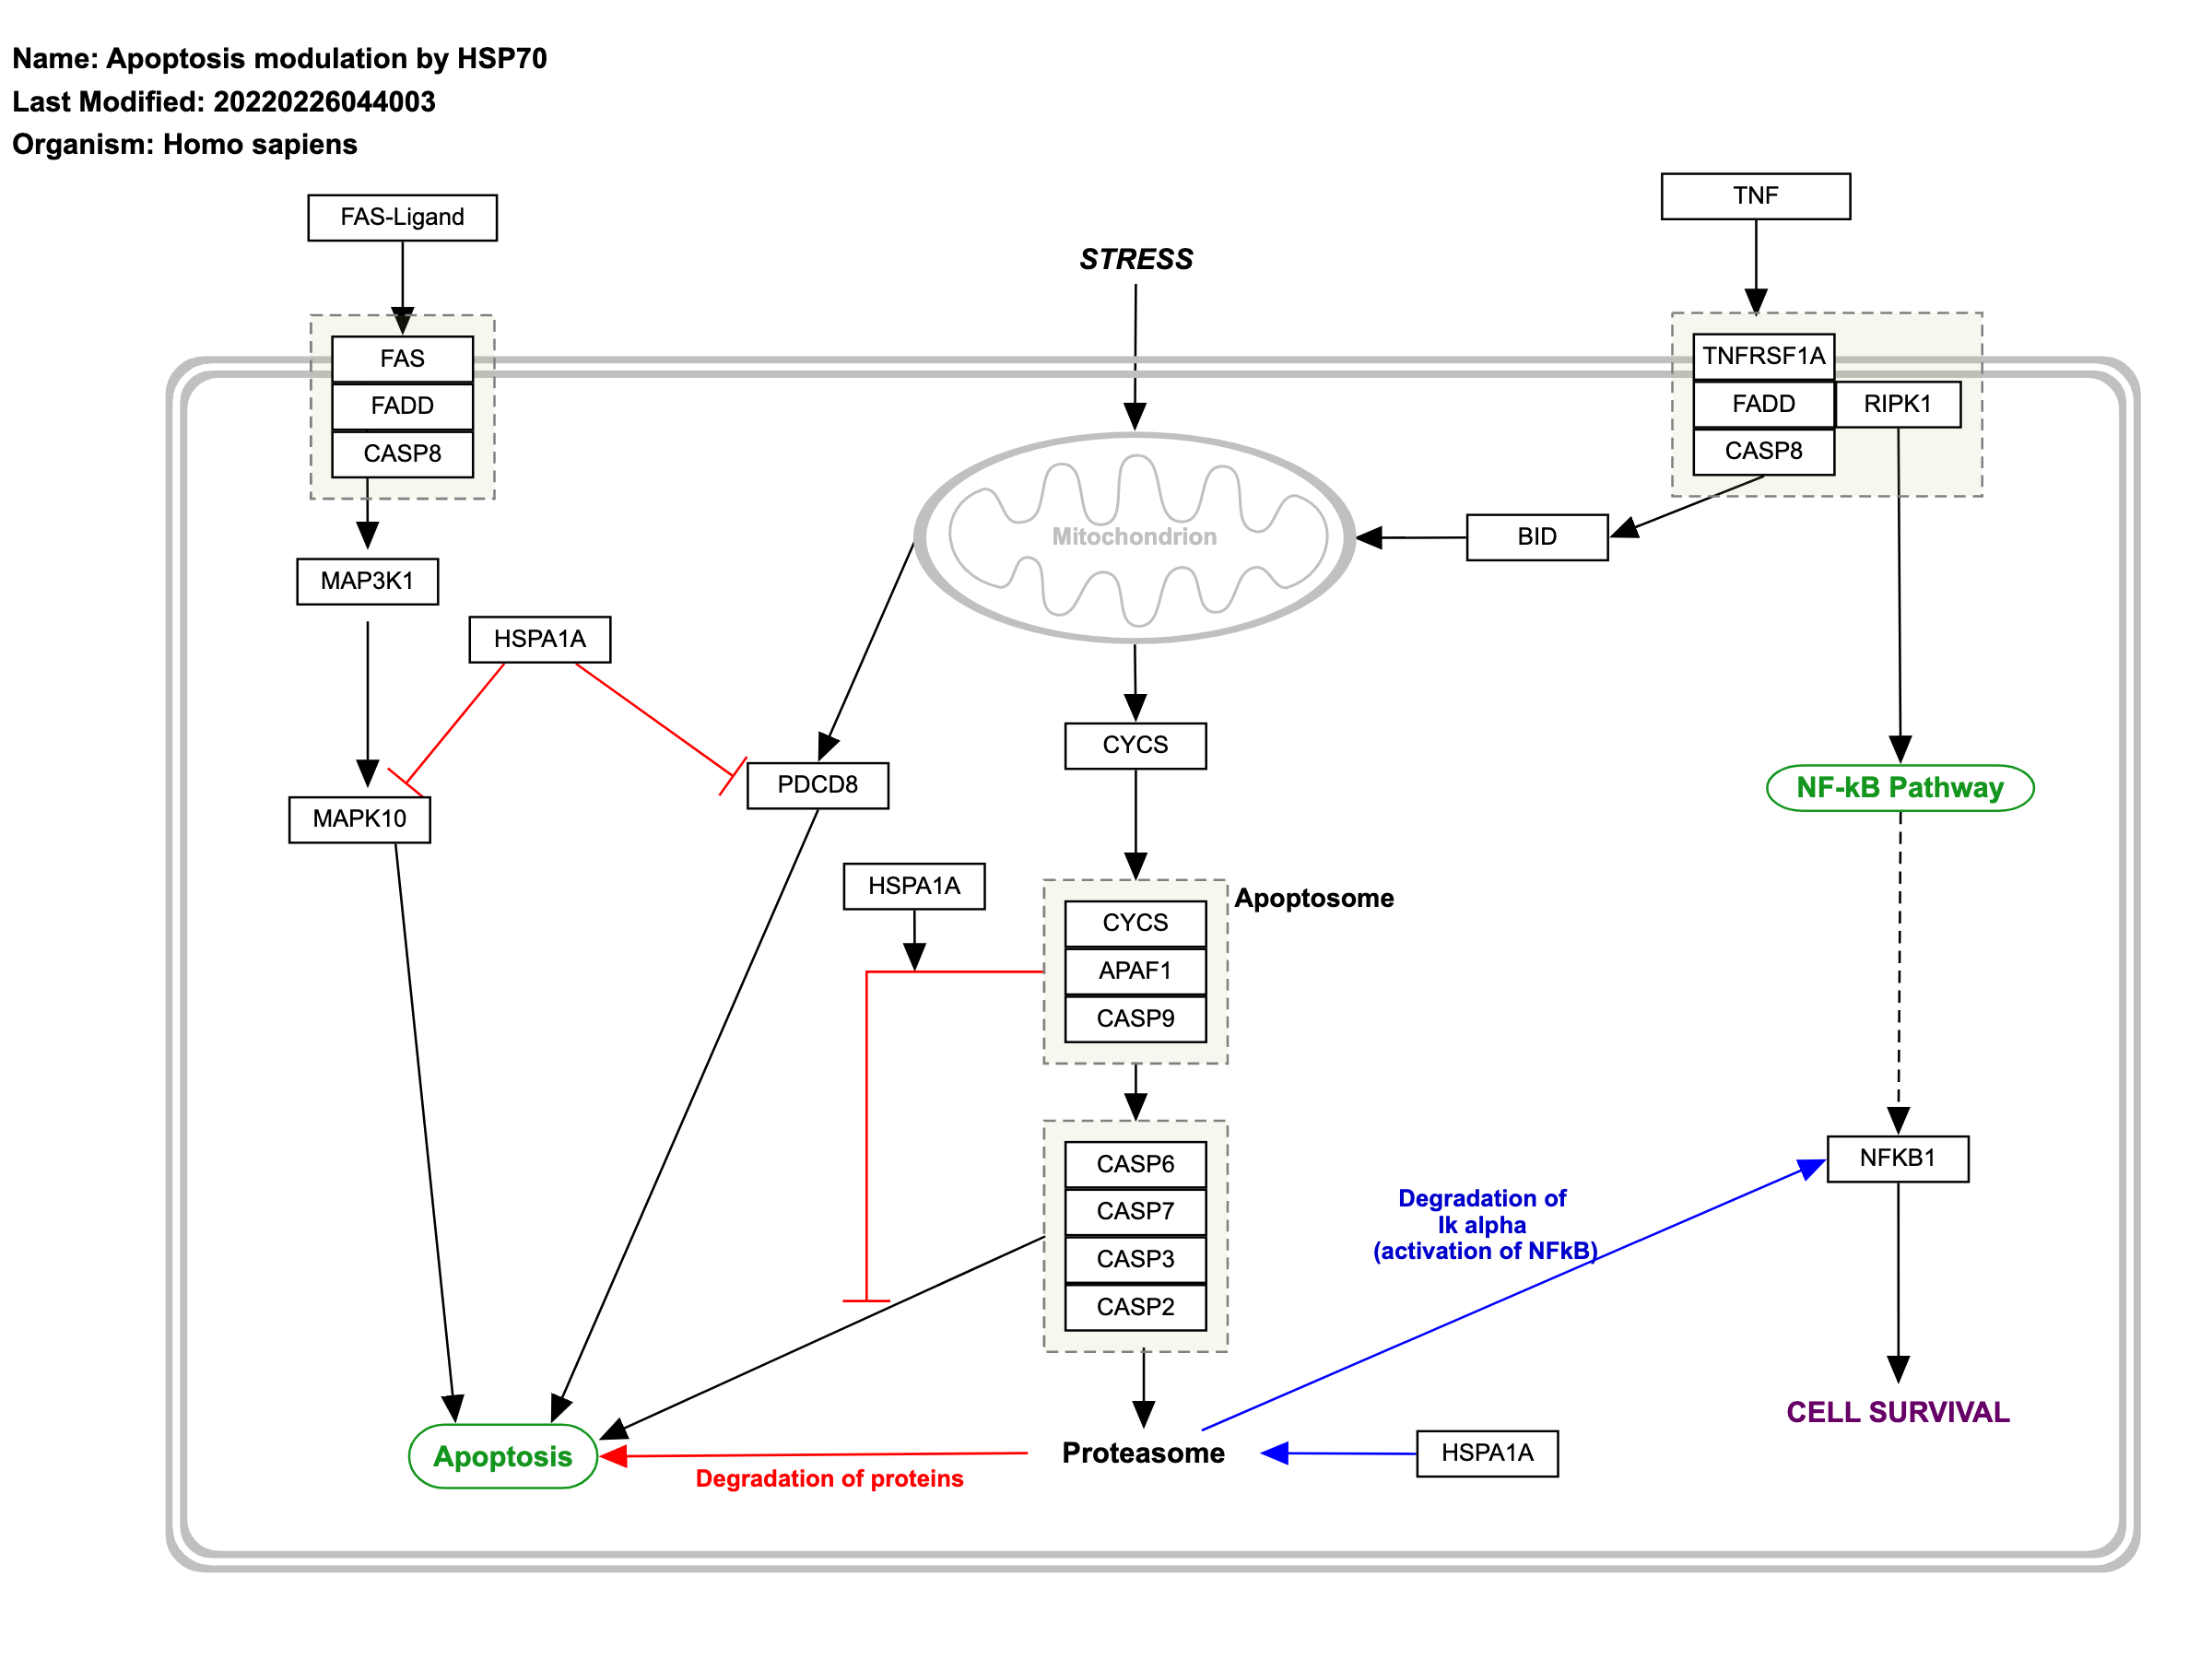 Name: Apoptosis modulation by HSP70
Last Modified: 20220226044003
Organism: Homo sapiens
TNF
FAS-Ligand
STRESS
FAS
FADD
CASP8
TNFRSF1A
FADD
RIPK1
CASP8
BID
Mitochondrion
MAP3K1
HSPA1A
CYCS
PDCD8
NF-kB Pathway
MAPK10
HSPA1A
Apoptosome
CYCS
APAF1
CASP9
CASP6
CASP7
CASP3
CASP2
NFKB1
Degradation of
Ik alpha
(activation of NFkB)
CELL SURVIVAL
Apoptosis
Proteasome
HSPA1A
Degradation of proteins